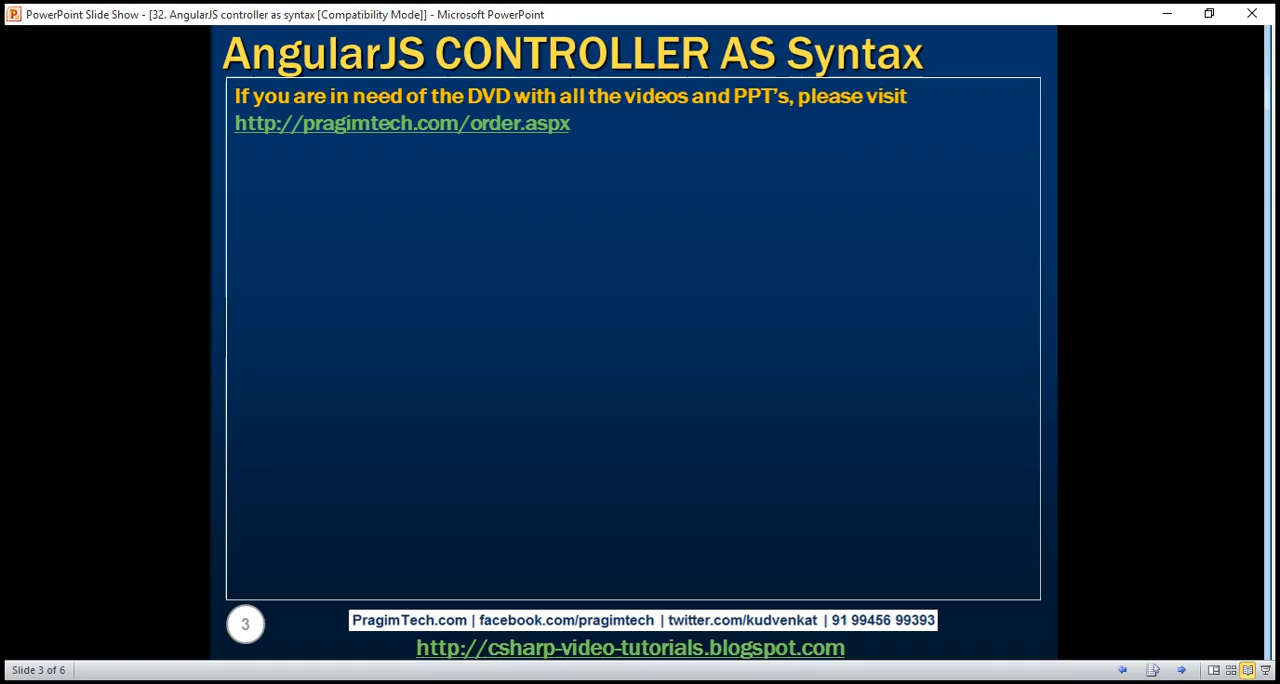 PowerPoint Slide Show - [32. AngularJS controller as syntax [Compatibility Mode]] - Microsoft PowerPoint
AngularJS CONTROLLER AS Syntax
If you are in need of the DVD with all the videos and PPT's, please visit
http://pragimtech.com/order.aspx
3
PragimTech.com | facebook.com/pragimtech | twitter.com/kudvenkat | 91 99456 99393
http://csharp-video-tutorials.blogspot.com
Slide 3 of 6